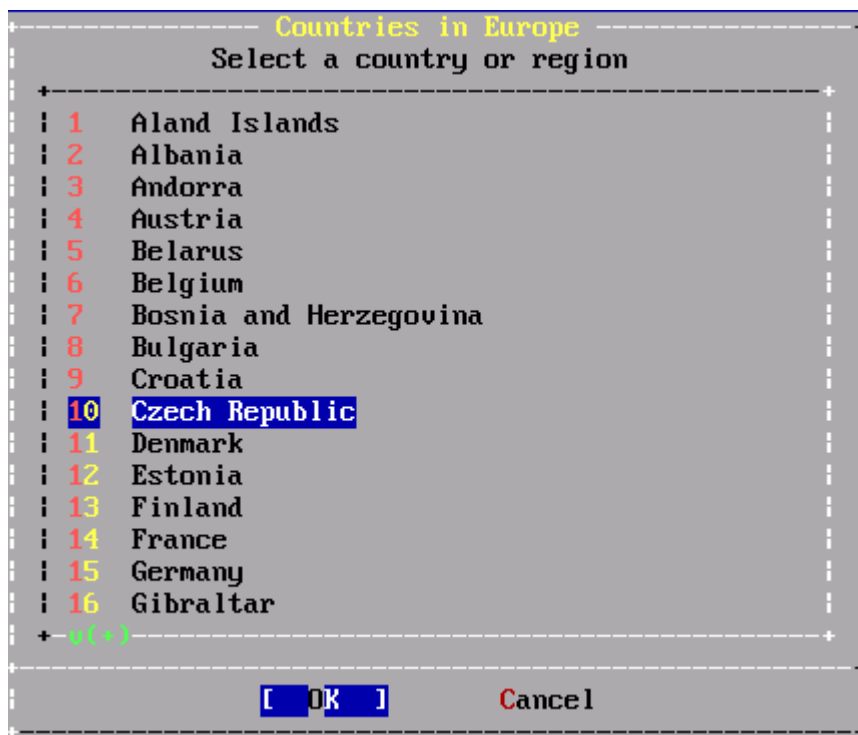 Countries in Europe
Select a country or region
1 Aland Islands
2 Albania
3 Andorra
4 Austria
5 Belarus
6 Belgium
7 Bosnia and Herzegovina
8 Bulgaria
9 Croatia
10 Czech Republic
11 Denmark
12 Estonia
13 Finland
14 France
15 Germany
16 Gibraltar
v(+)
[ OK ] Cancel